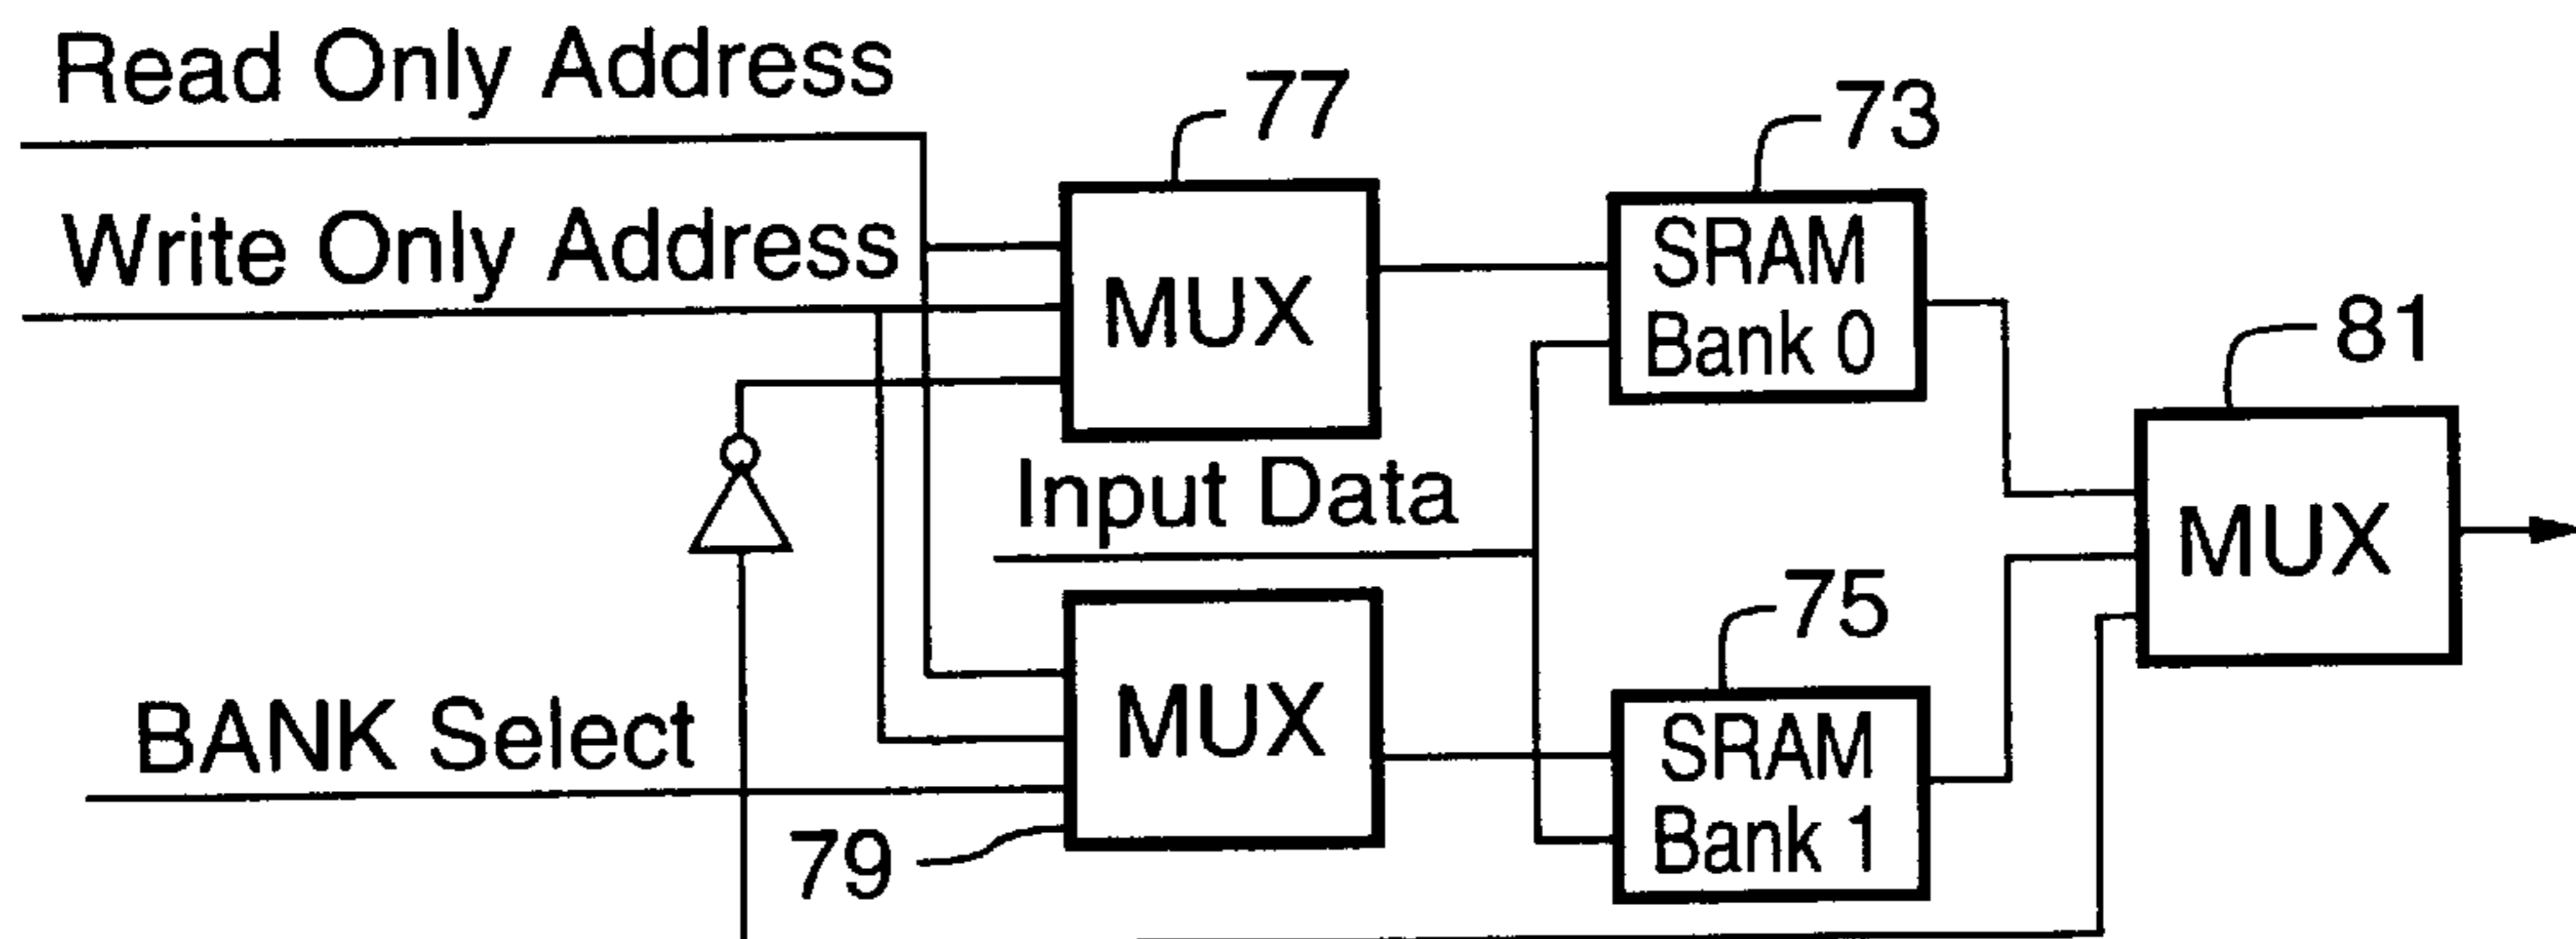 Read Only Address
77
73
Write Only Address
MUX
SRAM
Bank 0
81
Input Data
MUX
75
BANK Select
MUX
SRAM
Bank 1
79